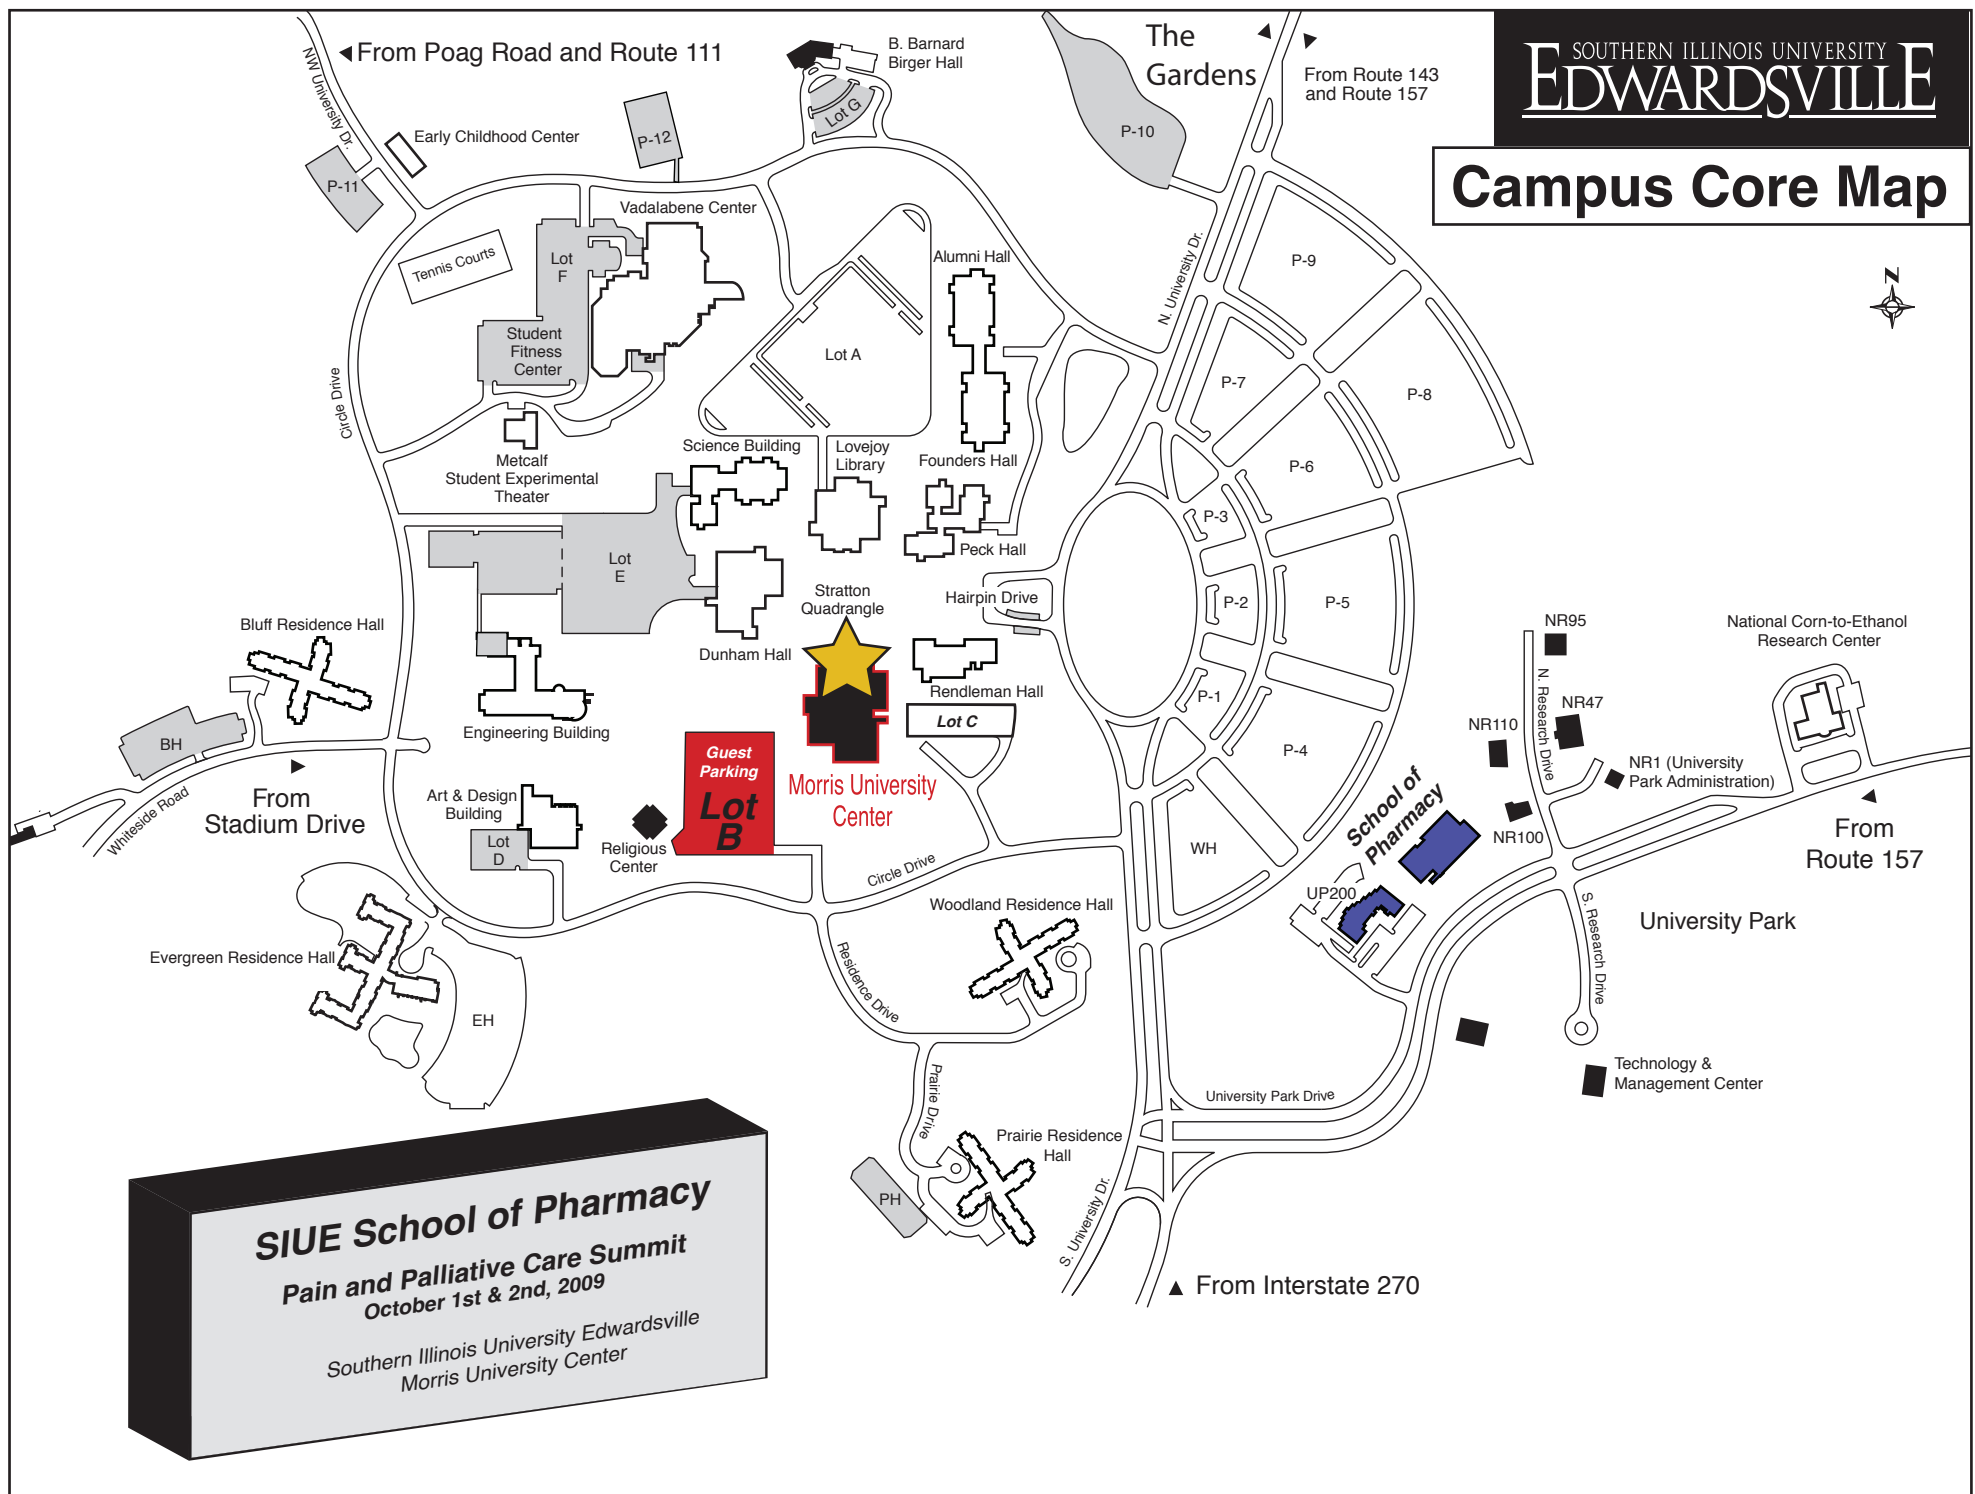 From Poag Road and Route 111
NW University Dr.
B. Barnard
Birger Hall
Lot G
The
Gardens
From Route 143
and Route 157
SOUTHERN ILLINOIS UNIVERSITY
EDWARDSVILLE
Campus Core Map
Early Childhood Center
P-12
P-11
P-10
Vadalabene Center
Tennis Courts
Lot
F
Student
Fitness
Center
Alumni Hall
N. University Dr.
P-9
N
Lot A
P-7
P-8
Circle Drive
Metcalf
Student Experimental
Theater
Science Building
Lovejoy
Library
Founders Hall
P-6
P-3
Peck Hall
Lot
E
Stratton
Quadrangle
Hairpin Drive
P-2
P-5
Bluff Residence Hall
Dunham Hall
Rendleman Hall
P-1
NR95
National Corn-to-Ethanol
Research Center
N. Research Drive
NR47
NR110
Engineering Building
Lot C
BH
P-4
Guest
Parking
Lot
B
Morris University
Center
NR1 (University
Park Administration)
From
Stadium Drive
Whiteside Road
Art & Design
Building
Lot
D
Religious
Center
Circle Drive
WH
School of
Pharmacy
NR100
From
Route 157
UP200
Woodland Residence Hall
S. Research Drive
University Park
Evergreen Residence Hall
Residence Drive
EH
Technology &
Management Center
Prairie Drive
University Park Drive
Prairie Residence
Hall
PH
S. University Dr.
From Interstate 270
SIUE School of Pharmacy
Pain and Palliative Care Summit
October 1st & 2nd, 2009
Southern Illinois University Edwardsville
Morris University Center